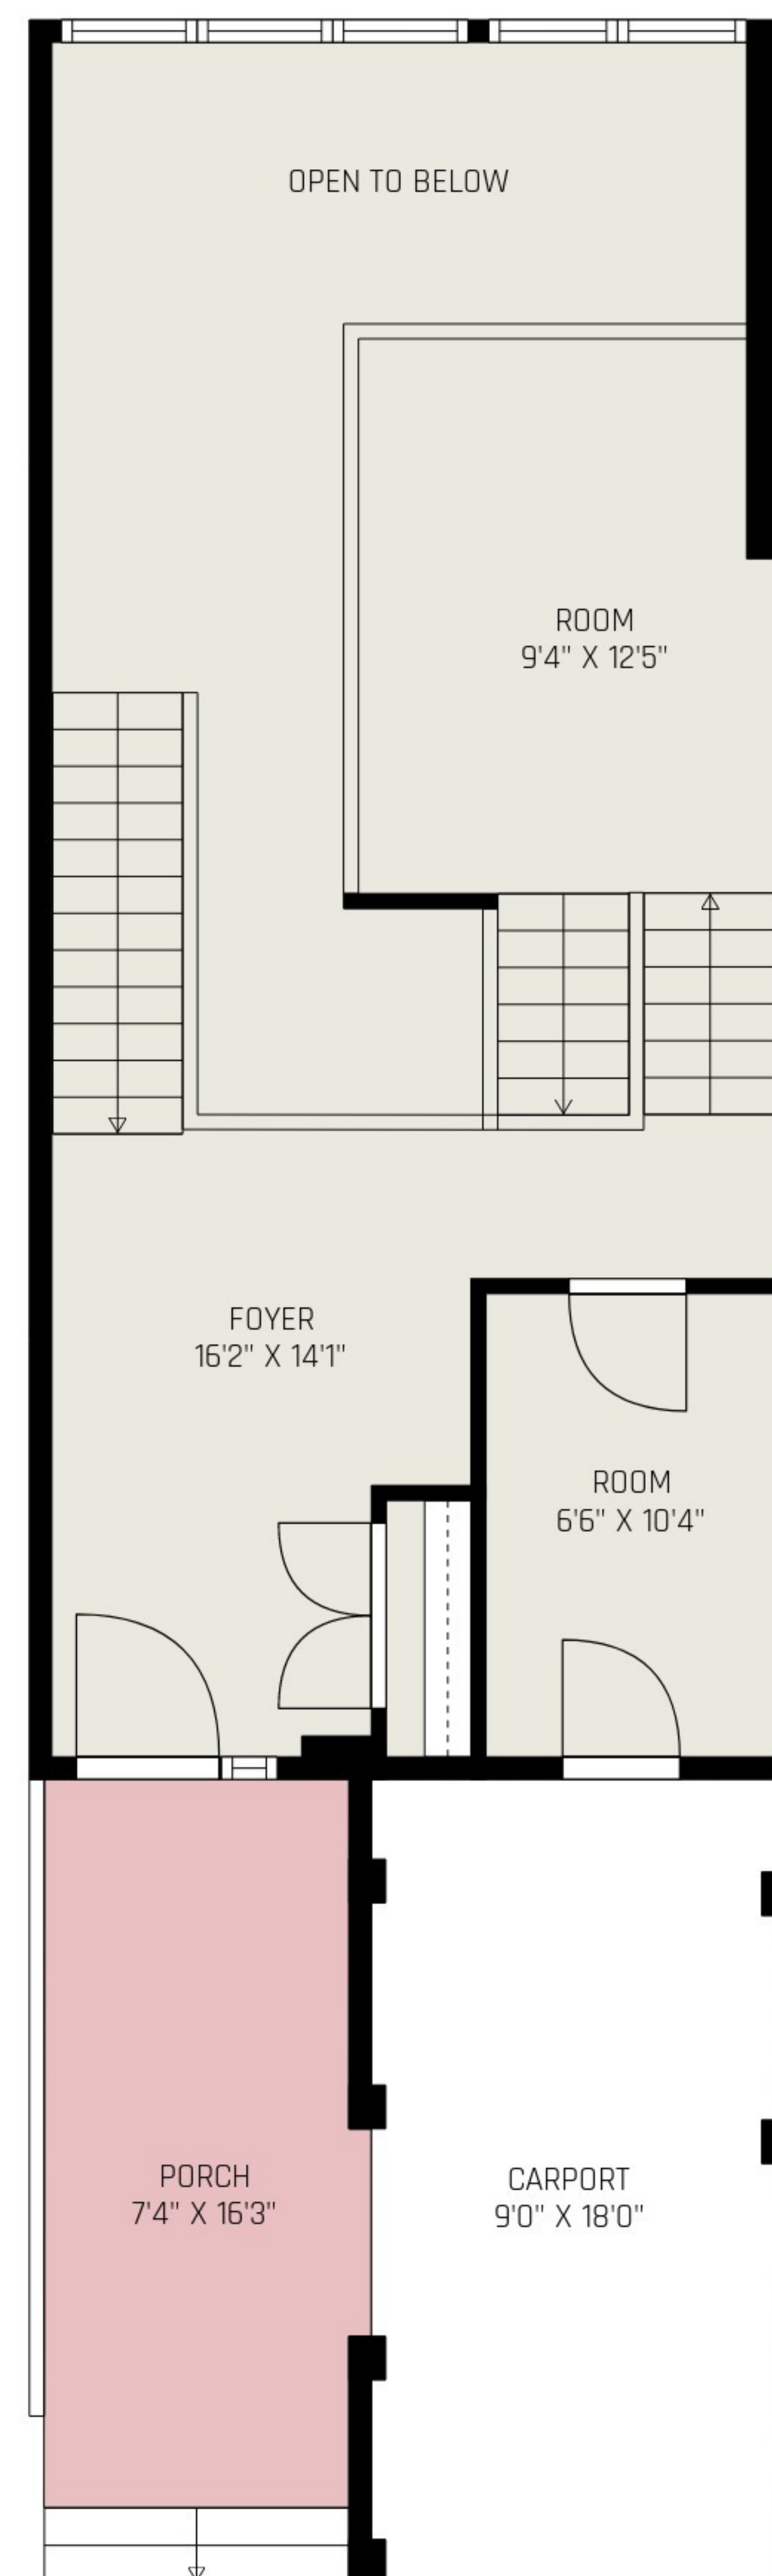 OPEN TO BELOW
ROOM
9'4" X 12'5"
FOYER
16'2" X 14'1"
ROOM
6'6" X 10'4"
PORCH
7'4" X 16'3"
CARPORT
9'0" X 18'0"